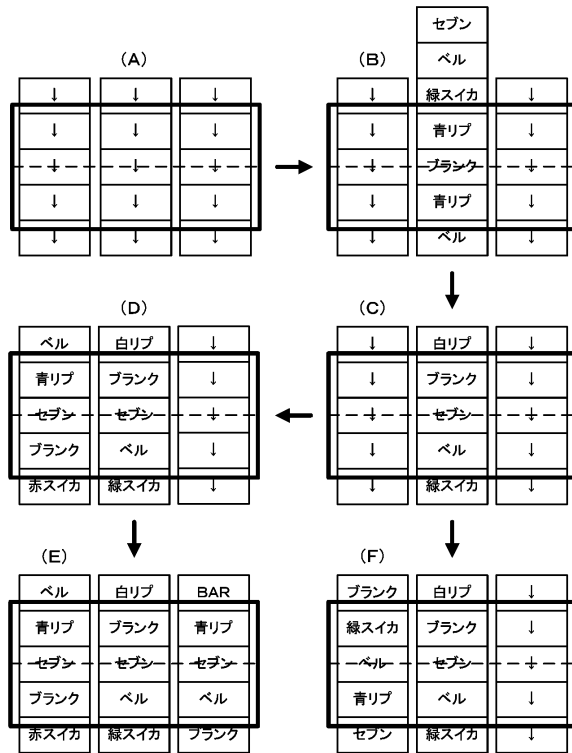 セブン
ベル
(A) (B)
↓ ↓ ↓ ↓ 緑スイカ ↓
↓ ↓ ↓ ↓ 青リプ ↓
↓ ↓ ↓ ↓ ブランク ↓
↓ ↓ ↓ ↓ 青リプ ↓
↓ ↓ ↓ ↓ ベル ↓
(D) (C)
ベル 白リプ ↓ ↓ 白リプ ↓
青リプ ブランク ↓ ↓ ブランク ↓
セブン セブン ↓ ↓ セブン ↓
ブランク ベル ↓ ↓ ベル ↓
赤スイカ 緑スイカ ↓ ↓ 緑スイカ ↓
(E) (F)
ベル 白リプ BAR ブランク 白リプ ↓
青リプ ブランク 青リプ 緑スイカ ブランク ↓
セブン セブン セブン ベル セブン ↓
ブランク ベル ベル 青リプ ベル ↓
赤スイカ 緑スイカ ブランク セブン 緑スイカ ↓